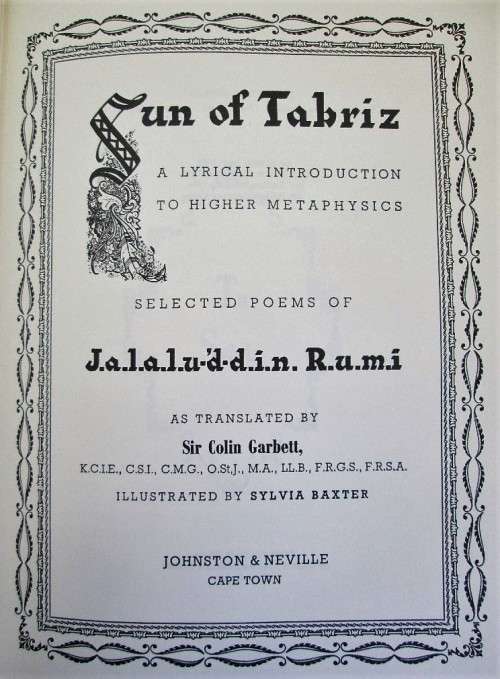 Sun of Tabriz
A LYRICAL INTRODUCTION
TO HIGHER METAPHYSICS
SELECTED POEMS OF
J.a.l.a.l.u-'d-d.i.n. R.u.m.i
AS TRANSLATED BY
Sir Colin Garbett,
K.C.I.E., C.S.I., C.M.G., O.St,J., M.A., LL.B., F.R.G.S., F.R.S.A.
ILLUSTRATED BY SYLVIA BAXTER
JOHNSTON & NEVILLE
CAPE TOWN